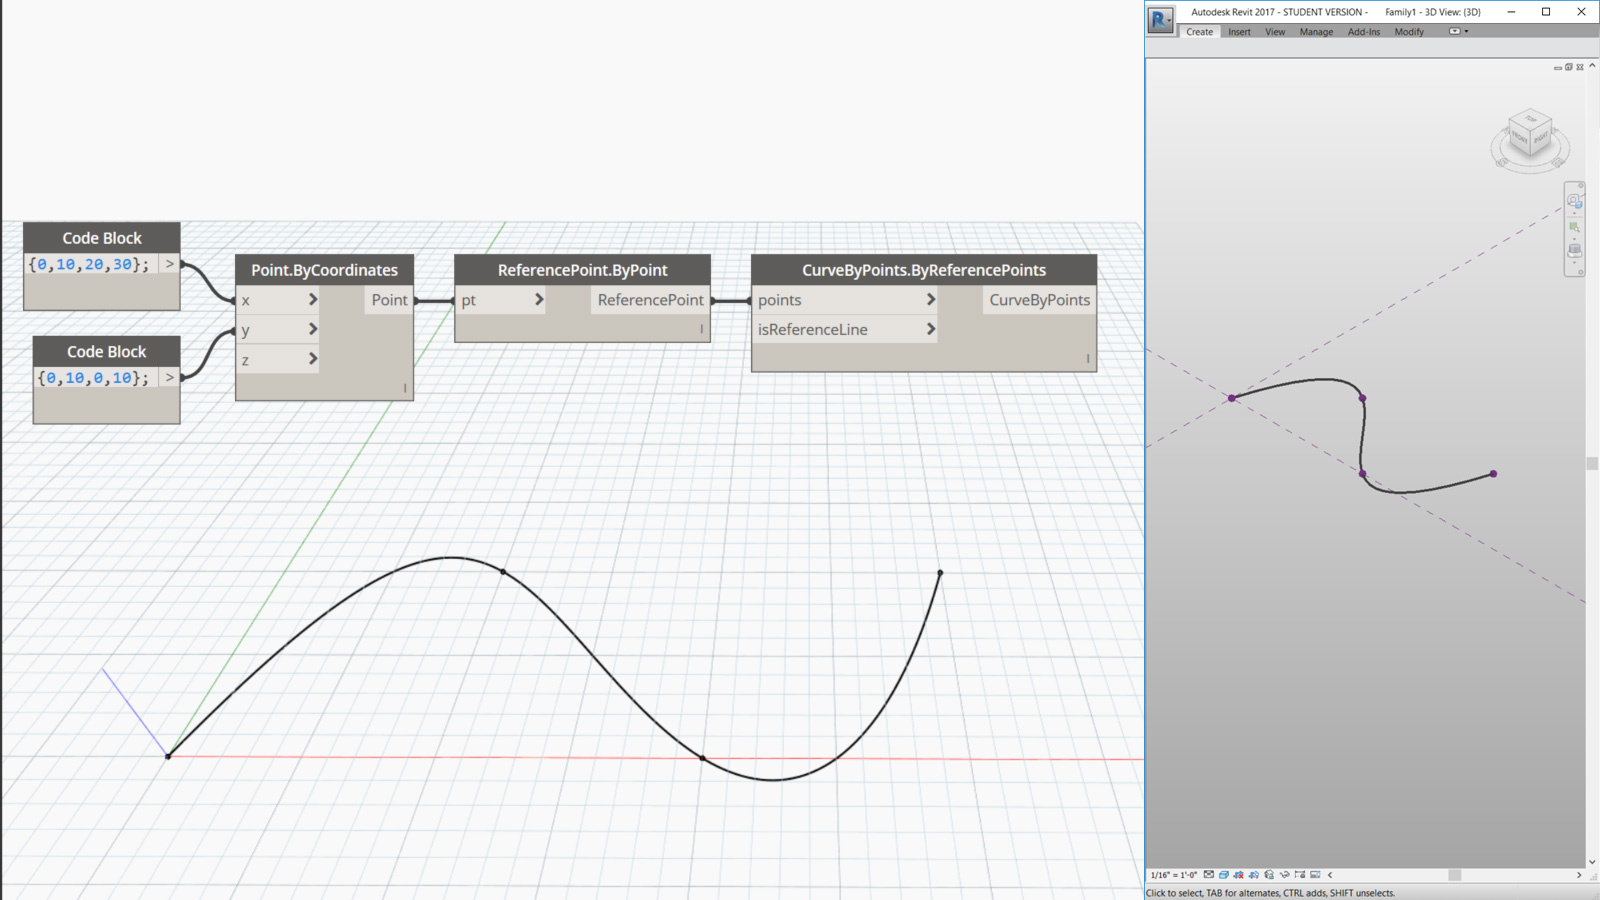 Autodesk Revit 2017 - STUDENT VERSION - Family1 - 3D View: {3D}
Create Insert View Manage Add-Ins Modify
Code Block
{0,10,20,30}; >
Code Block
{0,10,0,10}; >
Point.ByCoordinates
x > Point
y >
z >
ReferencePoint.ByPoint
pt > ReferencePoint
CurveByPoints.ByReferencePoints
points > CurveByPoints
isReferenceLine >
TOP
FRONT
1/16" = 1'-0"
Click to select, TAB for alternates, CTRL adds, SHIFT unselects.